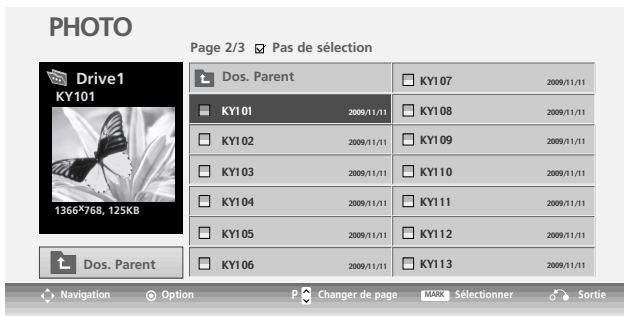 PHOTO
Page 2/3 Pas de sélection
Drive1
KY101
1366x768, 125KB
Dos. Parent
Dos. Parent
KY101 2009/11/11
KY102 2009/11/11
KY103 2009/11/11
KY104 2009/11/11
KY105 2009/11/11
KY106 2009/11/11
KY107 2009/11/11
KY108 2009/11/11
KY109 2009/11/11
KY110 2009/11/11
KY111 2009/11/11
KY112 2009/11/11
KY113 2009/11/11
Navigation Option P Changer de page MARK Sélectionner Sortie